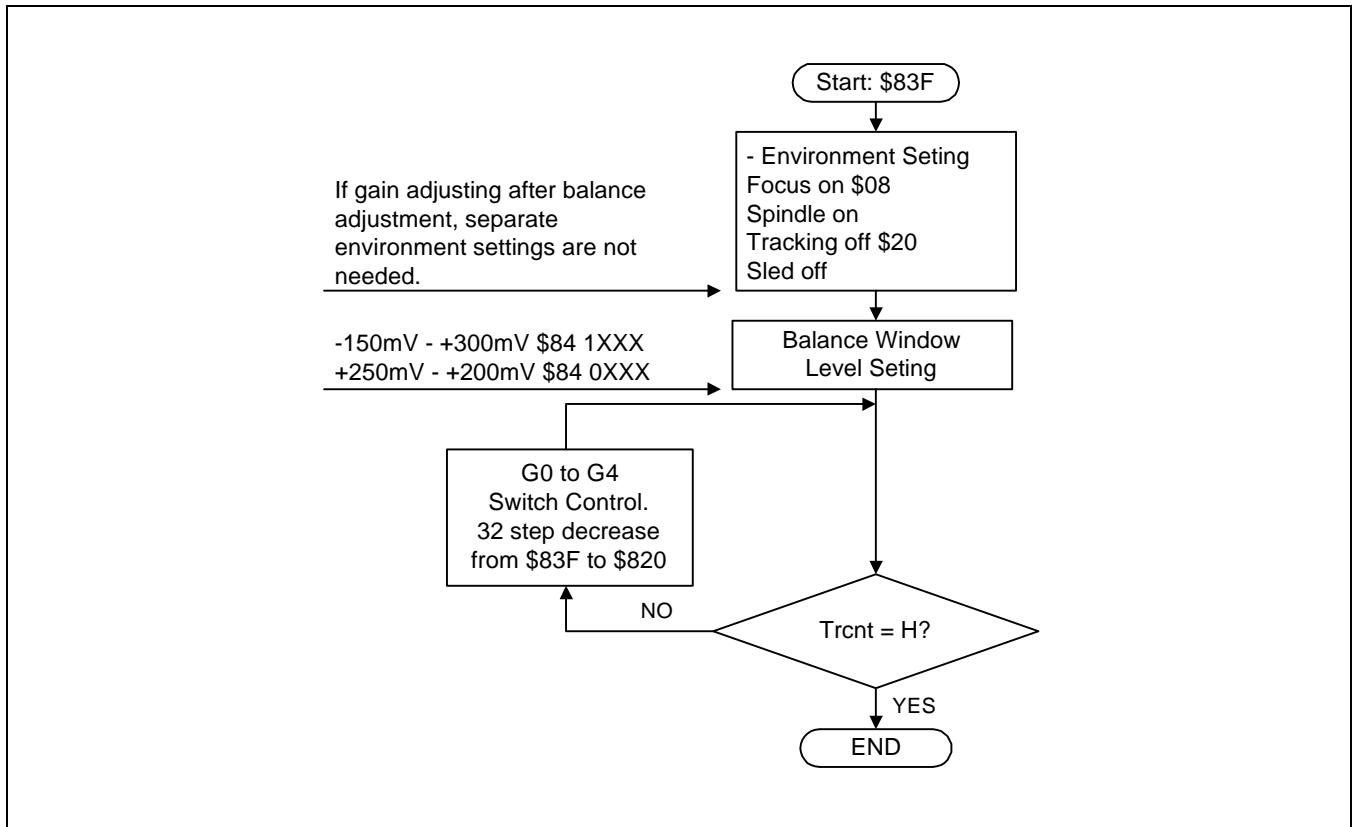 Start: $83F
- Environment Seting
Focus on $08
Spindle on
Tracking off $20
Sled off
If gain adjusting after balance
adjustment, separate
environment settings are not
needed.
-150mV - +300mV $84 1XXX
+250mV - +200mV $84 0XXX
Balance Window
Level Seting
G0 to G4
Switch Control.
32 step decrease
from $83F to $820
NO
Trcnt = H?
YES
END